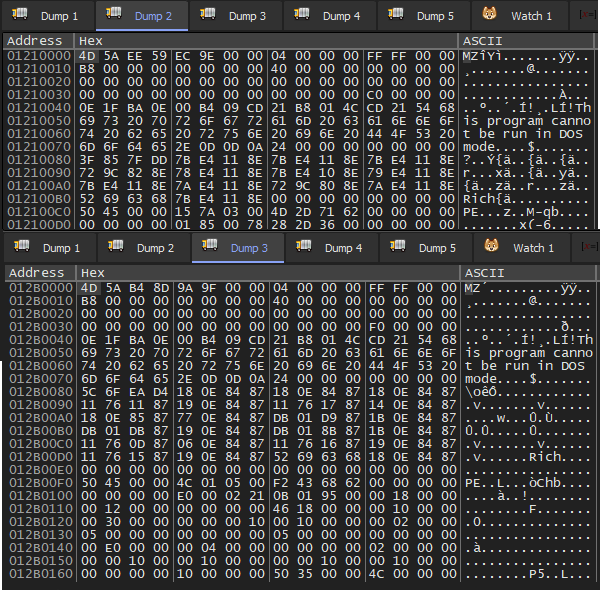 Dump 1 Dump 2 Dump 3 Dump 4 Dump 5 Watch 1 [x=]
Address Hex ASCII
01210000 4D 5A EE 59 EC 9E 00 00 04 00 00 00 FF FF 00 00 MZîYì.......ÿÿ..
01210010 B8 00 00 00 00 00 00 00 40 00 00 00 00 00 00 00 ¸.......@.......
01210020 00 00 00 00 00 00 00 00 00 00 00 00 00 00 00 00 ................
01210030 00 00 00 00 00 00 00 00 00 00 00 00 C0 00 00 00 ............À...
01210040 0E 1F BA 0E 00 B4 09 CD 21 B8 01 4C CD 21 54 68 ..º..´.Í!¸.LÍ!Th
01210050 69 73 20 70 72 6F 67 72 61 6D 20 63 61 6E 6E 6F is program canno
01210060 74 20 62 65 20 72 75 6E 20 69 6E 20 44 4F 53 20 t be run in DOS
01210070 6D 6F 64 65 2E 0D 0D 0A 24 00 00 00 00 00 00 00 mode....$.......
01210080 3F 85 7F DD 7B E4 11 8E 7B E4 11 8E 7B E4 11 8E ?..Ý{ä..{ä..{ä..
01210090 72 9C 82 8E 78 E4 11 8E 7B E4 10 8E 79 E4 11 8E r...xä..{ä..yä..
012100A0 7B E4 11 8E 7A E4 11 8E 72 9C 80 8E 7A E4 11 8E {ä..zä..r...zä..
012100B0 52 69 63 68 7B E4 11 8E 00 00 00 00 00 00 00 00 Rich{ä..........
012100C0 50 45 00 00 15 7A 03 00 4D 2D 71 62 00 00 00 00 PE...z..M-qb....
012100D0 00 00 00 00 01 85 00 78 28 2D 36 00 00 00 00 00 .......x(-6.....
Dump 1 Dump 2 Dump 3 Dump 4 Dump 5 Watch 1 [x=]
Address Hex ASCII
012B0000 4D 5A B4 8D 9A 9F 00 00 04 00 00 00 FF FF 00 00 MZ´.........ÿÿ..
012B0010 B8 00 00 00 00 00 00 00 40 00 00 00 00 00 00 00 ¸.......@.......
012B0020 00 00 00 00 00 00 00 00 00 00 00 00 00 00 00 00 ................
012B0030 00 00 00 00 00 00 00 00 00 00 00 00 F0 00 00 00 ............ð...
012B0040 0E 1F BA 0E 00 B4 09 CD 21 B8 01 4C CD 21 54 68 ..º..´.Í!¸.LÍ!Th
012B0050 69 73 20 70 72 6F 67 72 61 6D 20 63 61 6E 6E 6F is program canno
012B0060 74 20 62 65 20 72 75 6E 20 69 6E 20 44 4F 53 20 t be run in DOS
012B0070 6D 6F 64 65 2E 0D 0D 0A 24 00 00 00 00 00 00 00 mode....$.......
012B0080 5C 6F EA D4 18 0E 84 87 18 0E 84 87 18 0E 84 87 \oêÔ............
012B0090 11 76 11 87 19 0E 84 87 11 76 17 87 14 0E 84 87 .v.......v......
012B00A0 18 0E 85 87 77 0E 84 87 DB 01 D9 87 1B 0E 84 87 ....w...Û.Ù.....
012B00B0 DB 01 DB 87 19 0E 84 87 DB 01 8B 87 1B 0E 84 87 Û.Û.....Û.......
012B00C0 11 76 0D 87 06 0E 84 87 11 76 16 87 19 0E 84 87 .v.......v......
012B00D0 11 76 15 87 19 0E 84 87 52 69 63 68 18 0E 84 87 .v......Rich....
012B00E0 00 00 00 00 00 00 00 00 00 00 00 00 00 00 00 00 ................
012B00F0 50 45 00 00 4C 01 05 00 F2 43 68 62 00 00 00 00 PE..L...òChb....
012B0100 00 00 00 00 E0 00 02 21 0B 01 95 00 00 18 00 00 ....à..!........
012B0110 00 12 00 00 00 00 00 00 46 18 00 00 00 10 00 00 ........F.......
012B0120 00 30 00 00 00 00 00 10 00 10 00 00 00 02 00 00 .0..............
012B0130 05 00 00 00 00 00 00 00 05 00 00 00 00 00 00 00 ................
012B0140 00 E0 00 00 00 04 00 00 00 00 00 00 02 00 00 00 .à..............
012B0150 00 00 10 00 00 10 00 00 00 00 10 00 00 10 00 00 ................
012B0160 00 00 00 00 10 00 00 00 50 35 00 00 4C 00 00 00 ........P5..L...